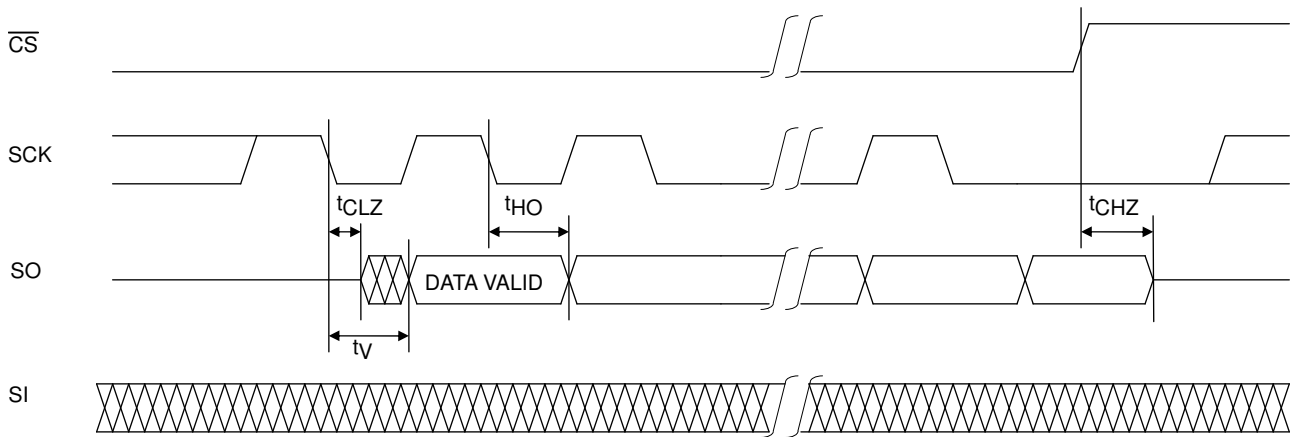 CS
SCK
tCLZ
tHO
tCHZ
SO
DATA VALID
tV
SI